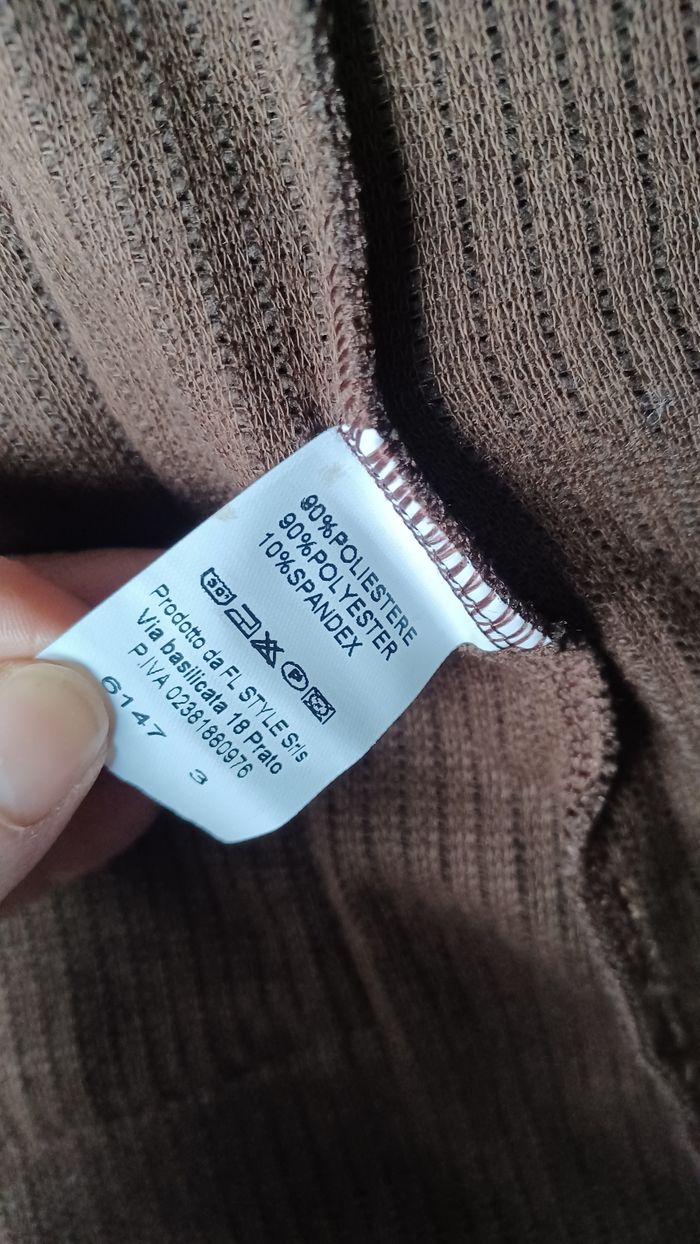 90%POLIESTERE
90%POLYESTER
10%SPANDEX
30
P
Prodotto da FL STYLE Srls
Via basilicata 18 Prato
P.IVA 02381880976
6147 3